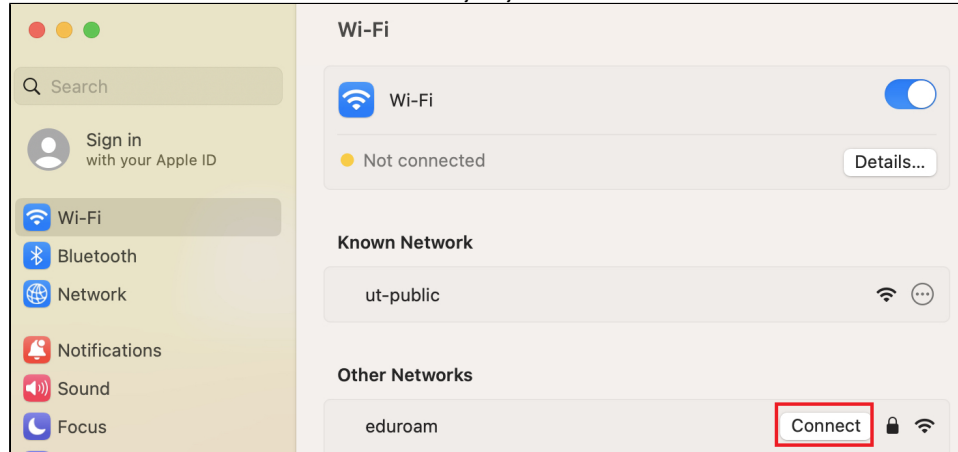 Wi-Fi
Search
Sign in
with your Apple ID
Wi-Fi
Bluetooth
Network
Notifications
Sound
Focus
Wi-Fi
Not connected
Details...
Known Network
ut-public
Other Networks
eduroam
Connect